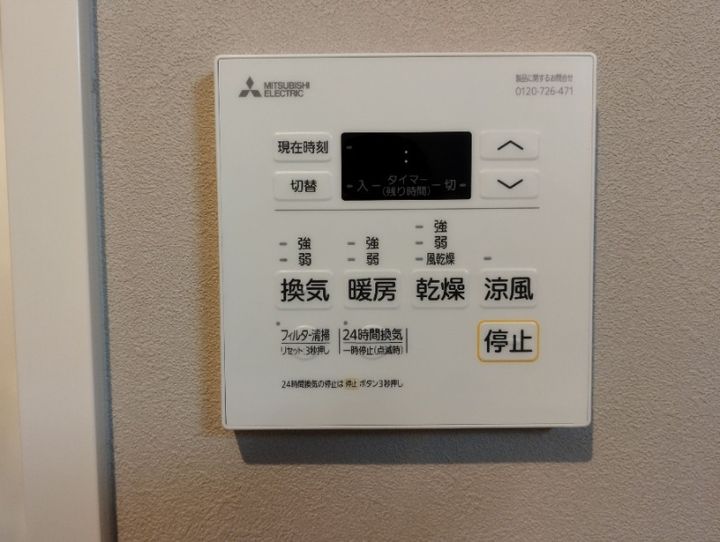 MITSUBISHI
ELECTRIC
製品に関するお問合せ
0120-726-471
現在時刻
:
切替
入 タイマー 切
(残り時間)
強
弱
強
弱
強
弱
風乾燥
換気
暖房
乾燥
涼風
フィルター清掃
リセット 3秒押し
24時間換気
一時停止(点滅時)
停止
24時間換気の停止は 停止 ボタン3秒押し